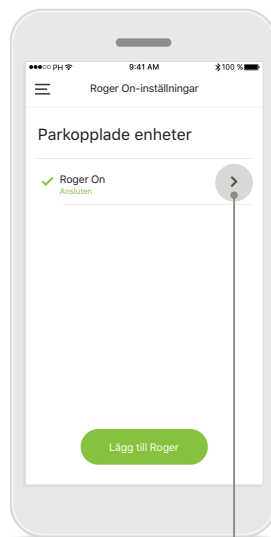 ●●●○○ PH 9:41 AM 100 %
Roger On-inställningar
Parkopplade enheter
Roger On
Ansluten
Lägg till Roger